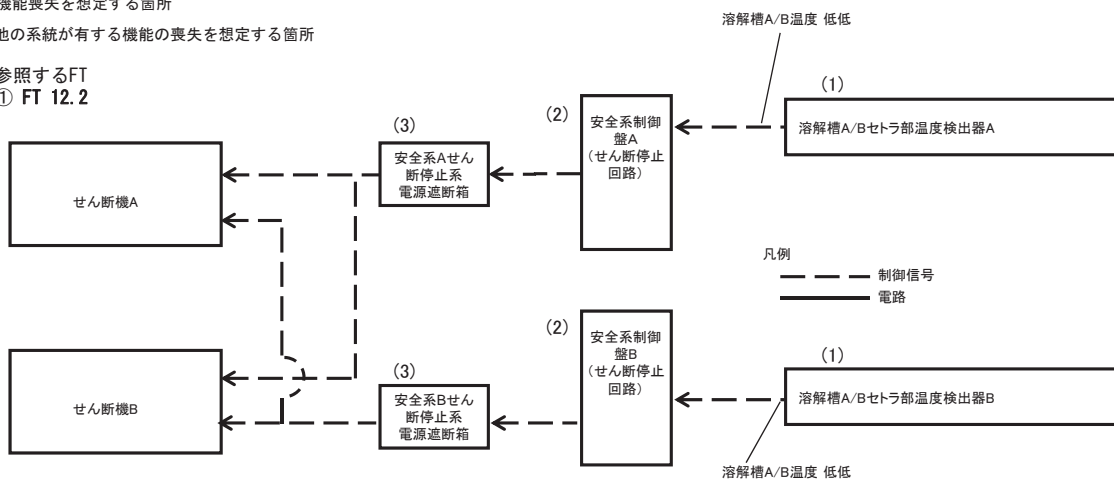 機能喪失を想定する箇所
他の系統が有する機能の喪失を想定する箇所
参照するFT
① FT 12.2
溶解槽A/B温度 低低
(1)
溶解槽A/Bセトラ部温度検出器A
(2)
安全系制御
盤A
(せん断停止
回路)
(3)
安全系Aせん
断停止系
電源遮断箱
せん断機A
凡例
制御信号
電路
(2)
安全系制御
盤B
(せん断停止
回路)
(1)
溶解槽A/Bセトラ部温度検出器B
(3)
安全系Bせん
断停止系
電源遮断箱
せん断機B
溶解槽A/B温度 低低